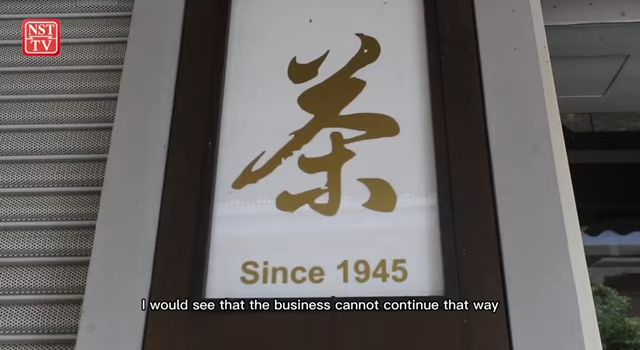 NST
TV
茶
Since 1945
I would see that the business cannot continue that way